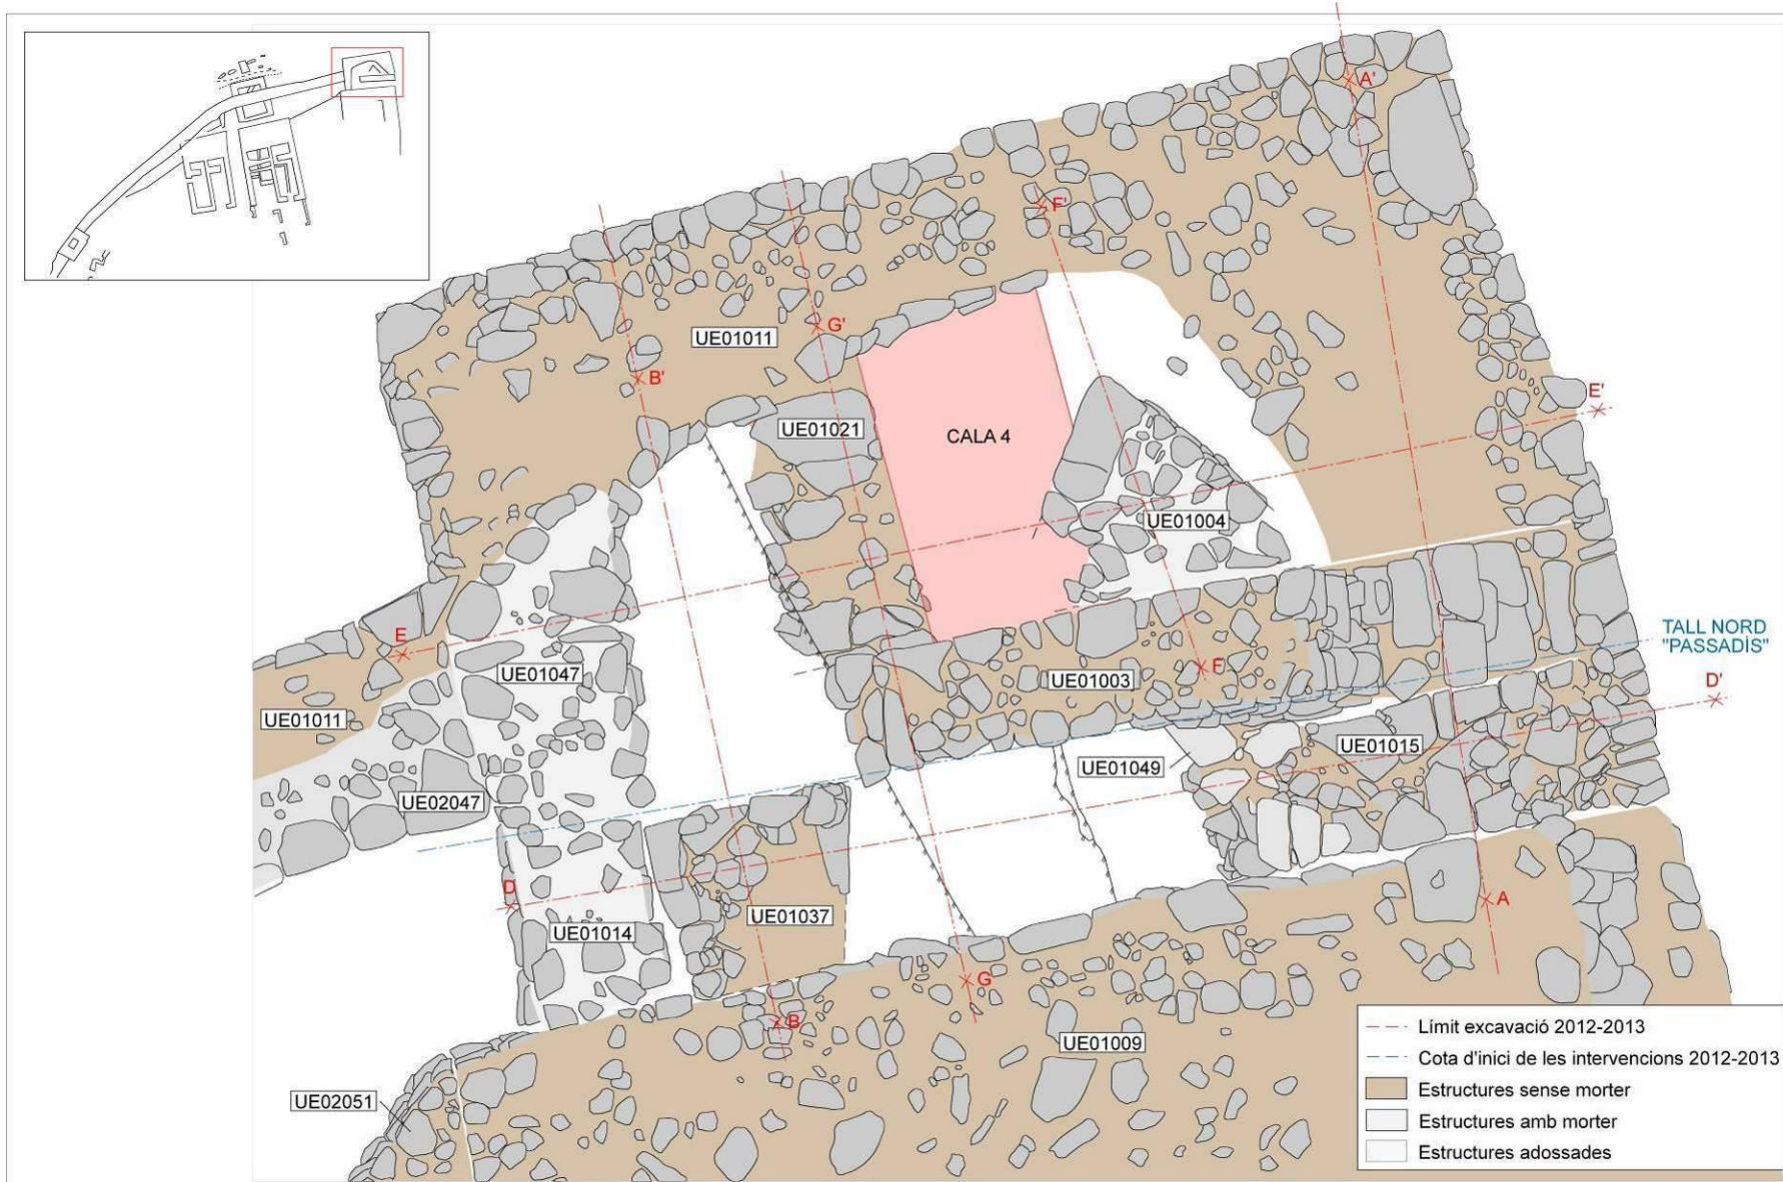 A'
F'
UE01011
G'
B'
E'
UE01021
CALA 4
UE01004
TALL NORD
"PASSADÍS"
E
UE01047
F
UE01003
D'
UE01011
UE01015
UE01049
UE02047
D
UE01037
A
UE01014
G
B
UE01009
UE02051
Límit excavació 2012-2013
Cota d'inici de les intervencions 2012-2013
Estructures sense morter
Estructures amb morter
Estructures adossades